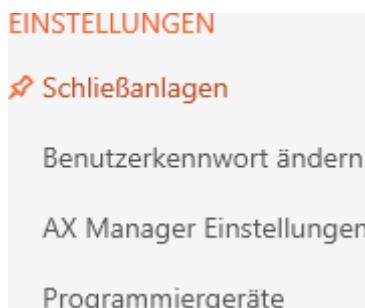 EINSTELLUNGEN
Schließanlagen
Benutzerkennwort ändern
AX Manager Einstellungen
Programmiergeräte